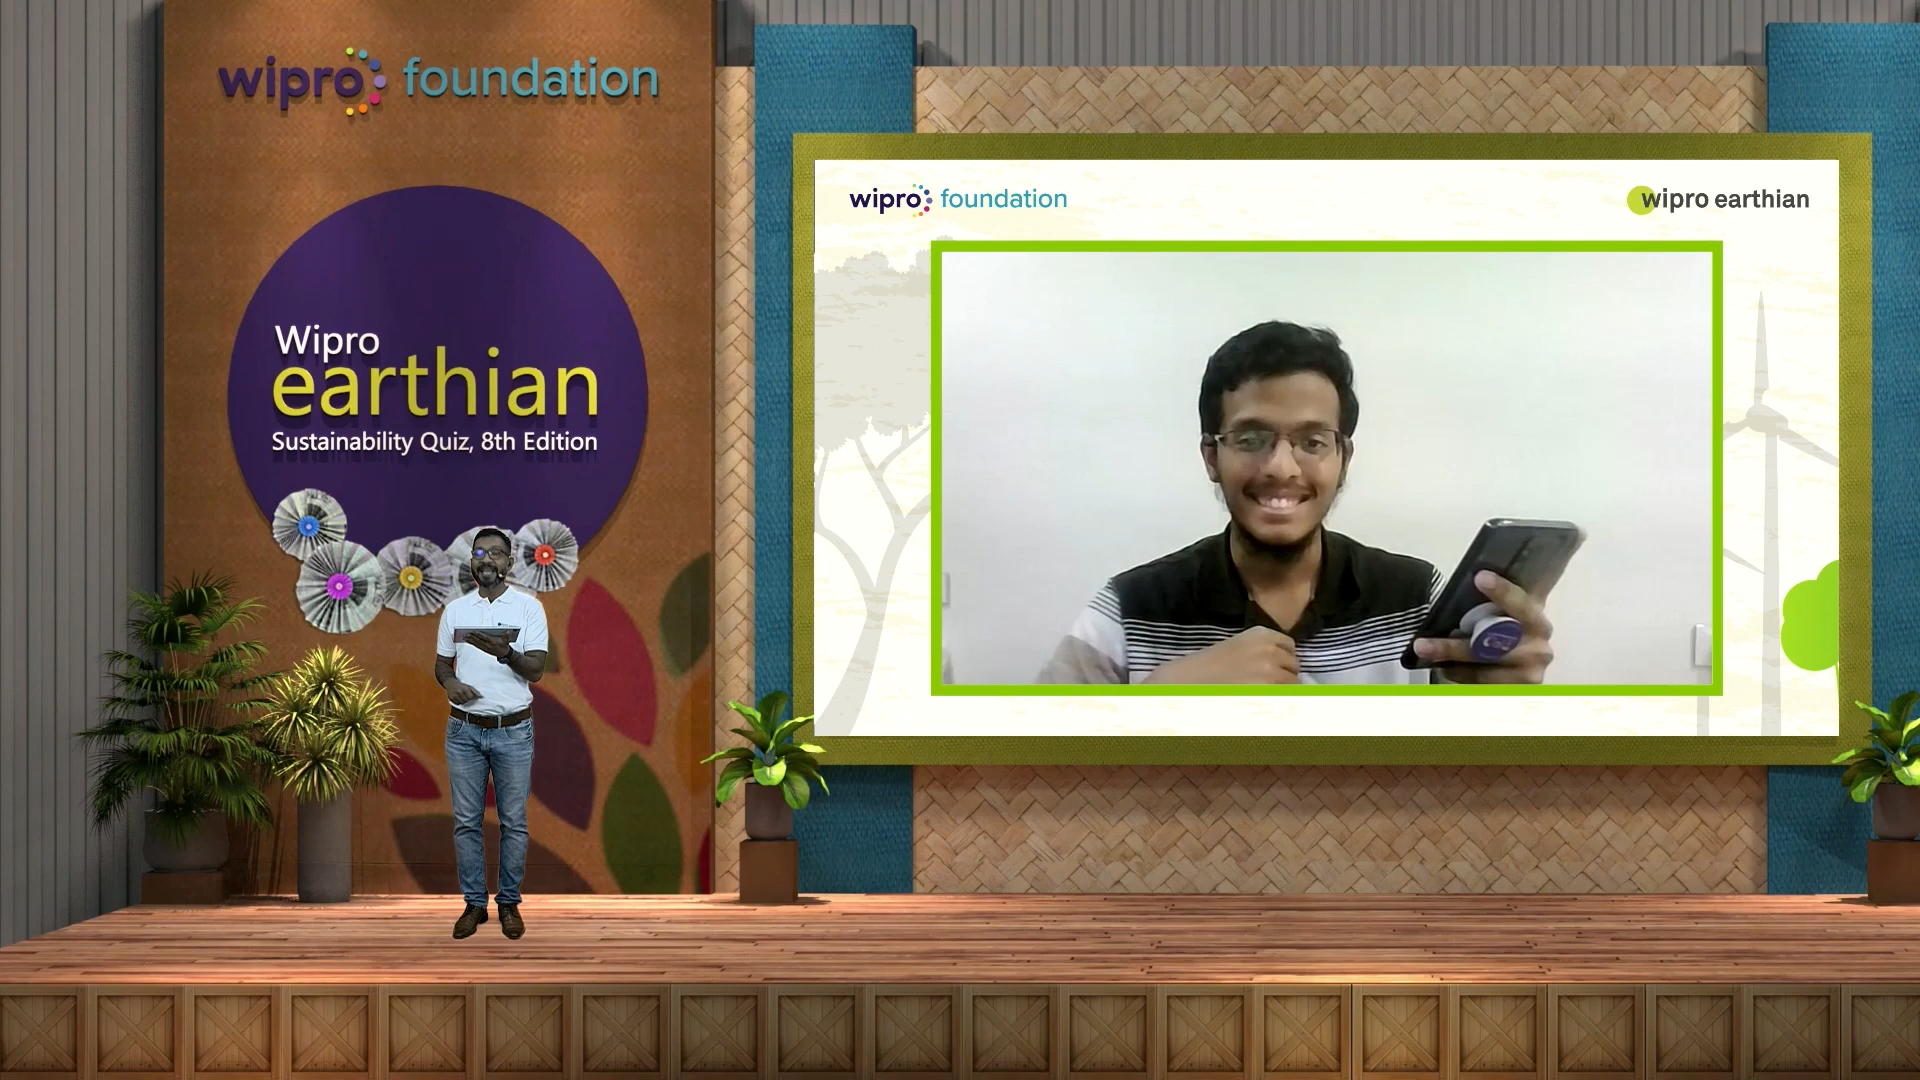 wipro foundation
Wipro
earthian
Sustainability Quiz, 8th Edition
wipro foundation
wipro earthian